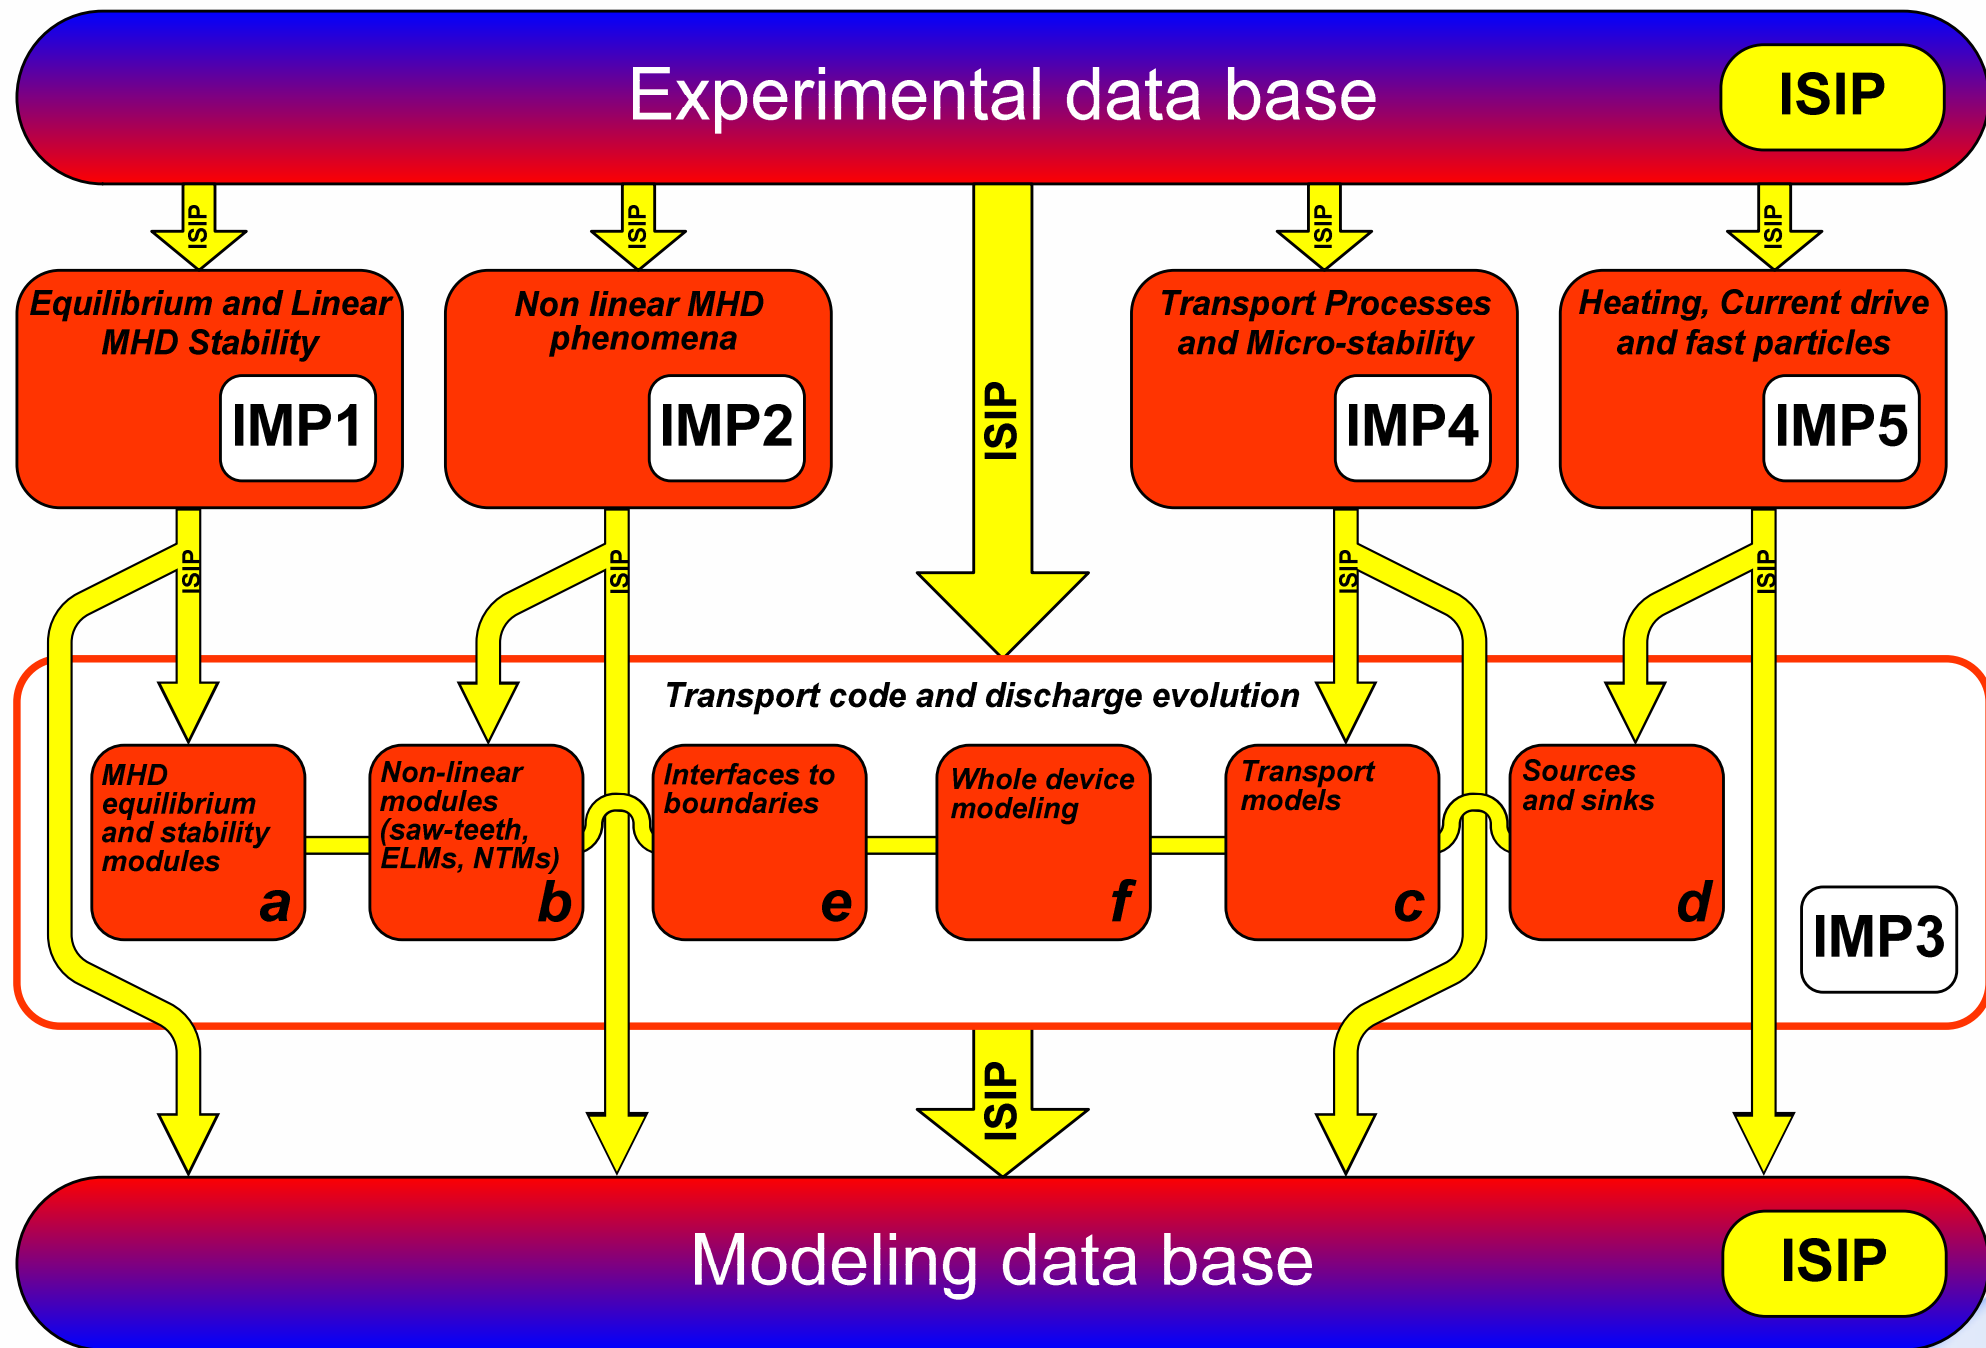 Experimental data base
ISIP
ISIP
ISIP
ISIP
ISIP
ISIP
Equilibrium and Linear
MHD Stability
IMP1
Non linear MHD
phenomena
IMP2
Transport Processes
and Micro-stability
IMP4
Heating, Current drive
and fast particles
IMP5
ISIP
ISIP
ISIP
ISIP
Transport code and discharge evolution
MHD
equilibrium
and stability
modules
a
Non-linear
modules
(saw-teeth,
ELMs, NTMs)
b
Interfaces to
boundaries
e
Whole device
modeling
f
Transport
models
c
Sources
and sinks
d
IMP3
ISIP
Modeling data base
ISIP